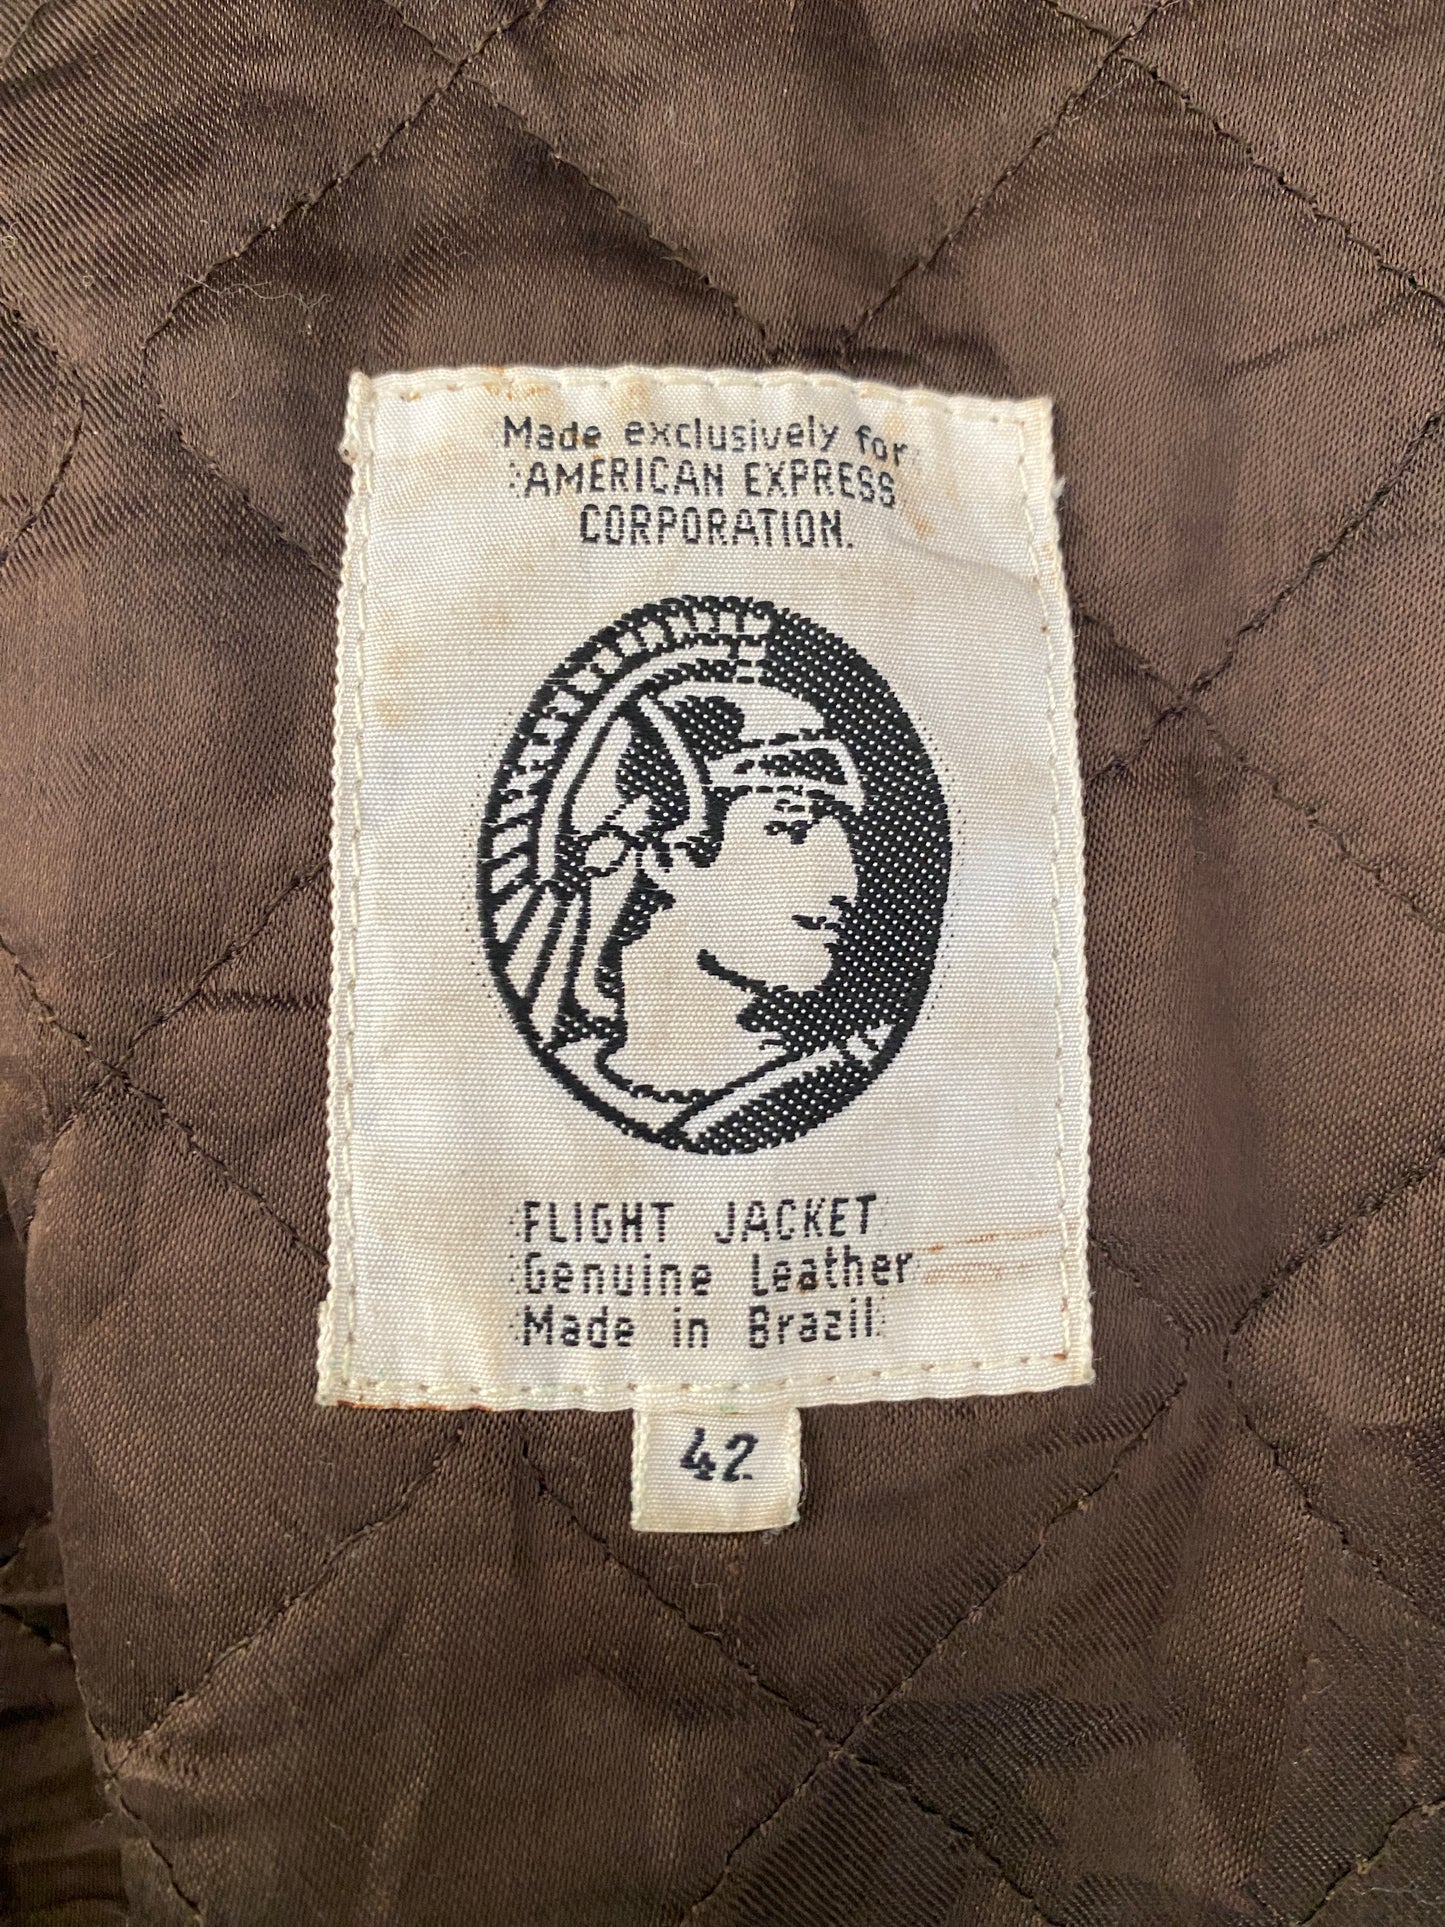 Made exclusively for
AMERICAN EXPRESS
CORPORATION.
FLIGHT JACKET
Genuine Leather
Made in Brazil
42